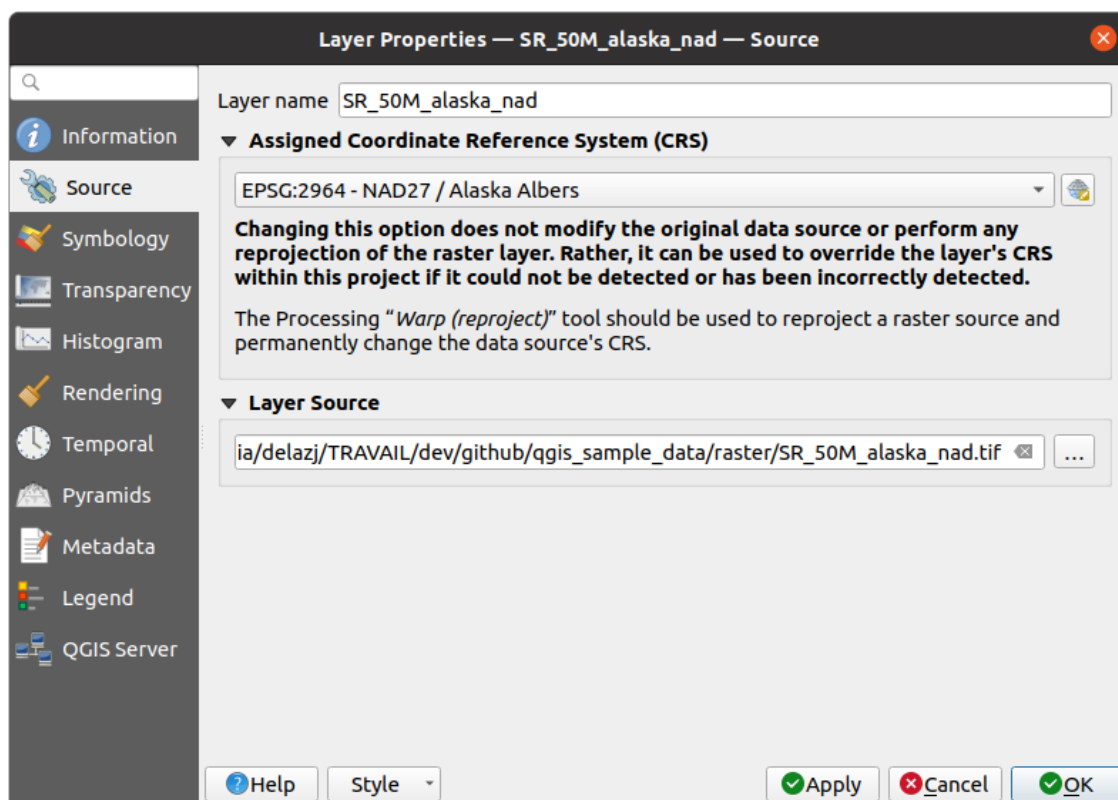 Layer Properties — SR_50M_alaska_nad — Source
Layer name SR_50M_alaska_nad
Information
Source
Symbology
Transparency
Histogram
Rendering
Temporal
Pyramids
Metadata
Legend
QGIS Server
Assigned Coordinate Reference System (CRS)
EPSG:2964 - NAD27 / Alaska Albers
Changing this option does not modify the original data source or perform any
reprojection of the raster layer. Rather, it can be used to override the layer's CRS
within this project if it could not be detected or has been incorrectly detected.
The Processing “Warp (reproject)” tool should be used to reproject a raster source and
permanently change the data source's CRS.
Layer Source
ia/delazj/TRAVAIL/dev/github/qgis_sample_data/raster/SR_50M_alaska_nad.tif
...
Help Style Apply Cancel OK